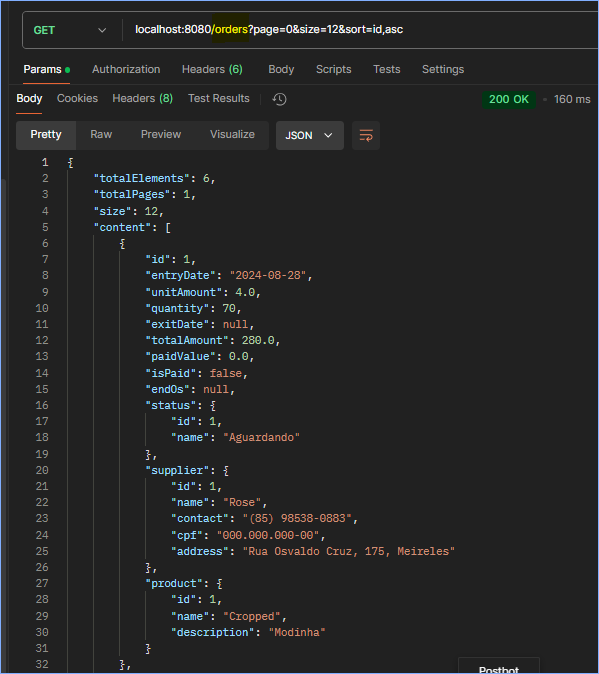 GET localhost:8080/orders?page=0&size=12&sort=id,asc
Params Authorization Headers (6) Body Scripts Tests Settings
Body Cookies Headers (8) Test Results 200 OK 160 ms
Pretty Raw Preview Visualize JSON
1 {
2 "totalElements": 6,
3 "totalPages": 1,
4 "size": 12,
5 "content": [
6 {
7 "id": 1,
8 "entryDate": "2024-08-28",
9 "unitAmount": 4.0,
10 "quantity": 70,
11 "exitDate": null,
12 "totalAmount": 280.0,
13 "paidValue": 0.0,
14 "isPaid": false,
15 "endOs": null,
16 "status": {
17 "id": 1,
18 "name": "Aguardando"
19 },
20 "supplier": {
21 "id": 1,
22 "name": "Rose",
23 "contact": "(85) 98538-0883",
24 "cpf": "000.000.000-00",
25 "address": "Rua Osvaldo Cruz, 175, Meireles"
26 },
27 "product": {
28 "id": 1,
29 "name": "Cropped",
30 "description": "Modinha"
31 }
32 },
Postbot